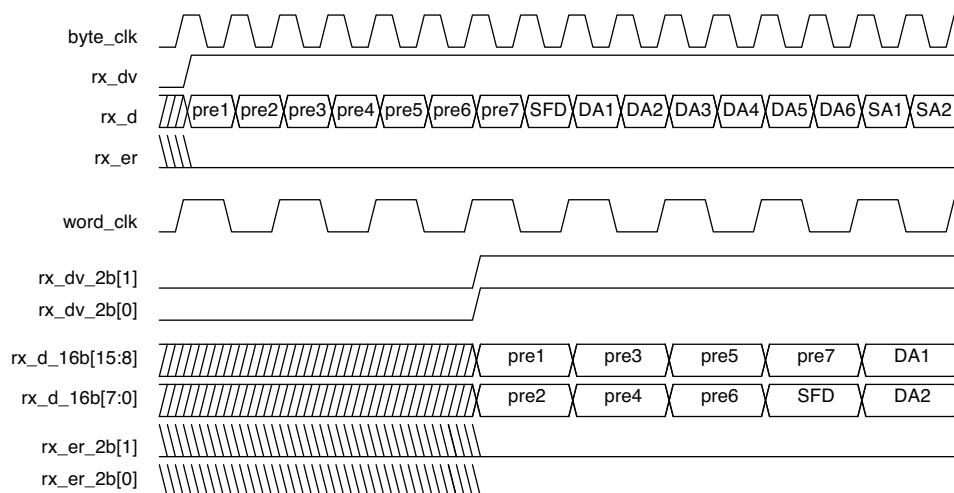 byte_clk
rx_dv
rx_d pre1 pre2 pre3 pre4 pre5 pre6 pre7 SFD DA1 DA2 DA3 DA4 DA5 DA6 SA1 SA2
rx_er
word_clk
rx_dv_2b[1]
rx_dv_2b[0]
rx_d_16b[15:8] pre1 pre3 pre5 pre7 DA1
rx_d_16b[7:0] pre2 pre4 pre6 SFD DA2
rx_er_2b[1]
rx_er_2b[0]